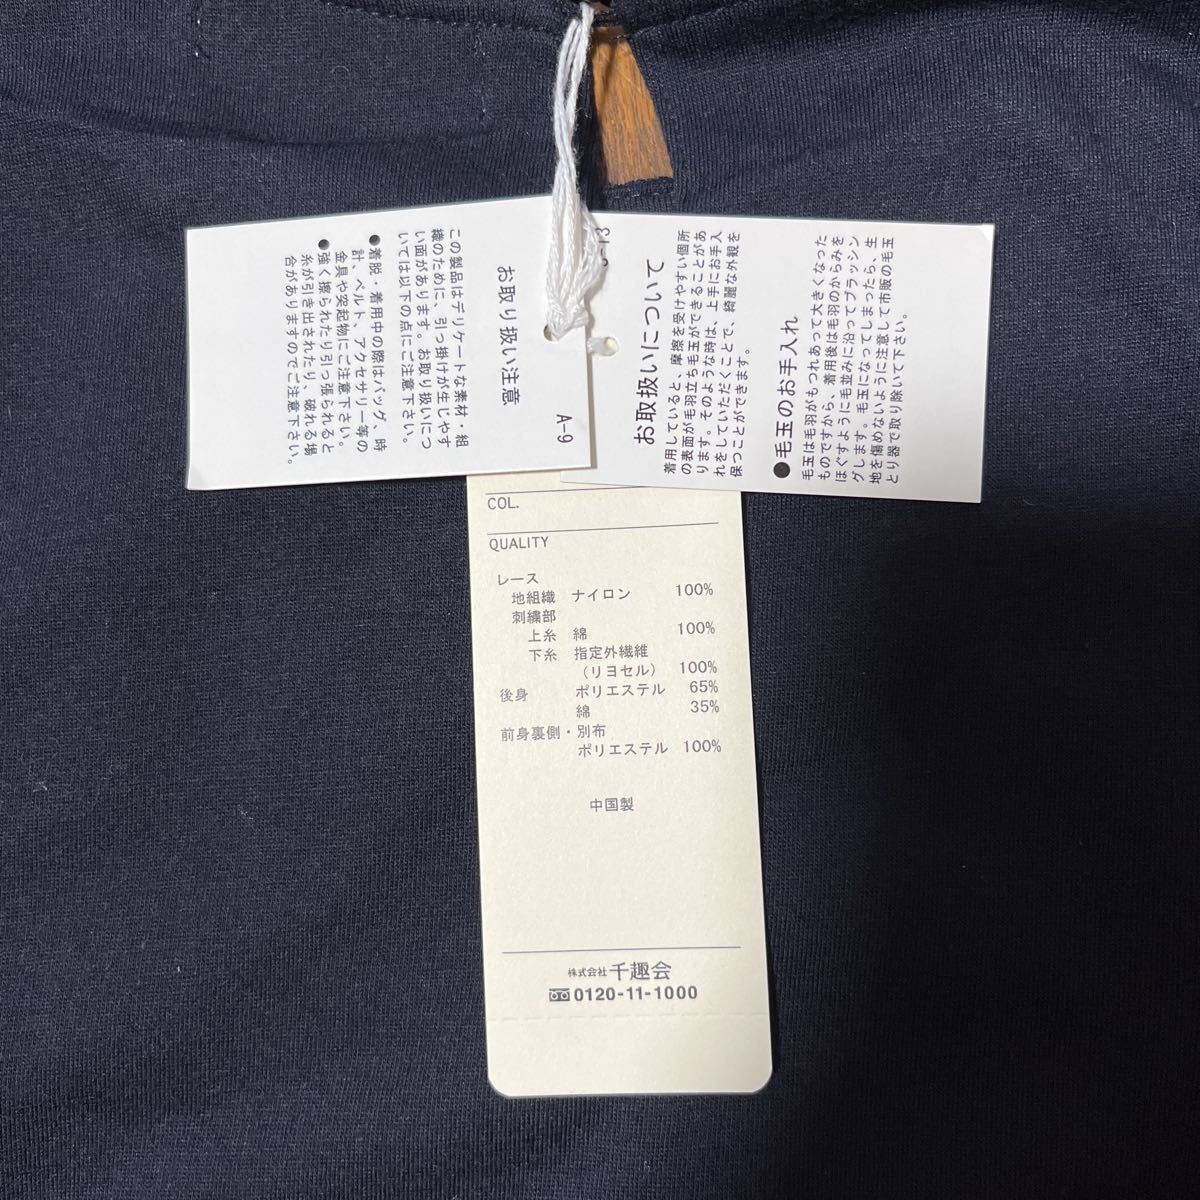 お取り扱い注意
この製品はデリケートな素材・組
織のために、引っ掛けが生じやす
い面があります。お取り扱いにつ
いては以下の点にご注意下さい。
●着脱・着用中の際はバッグ、時
計、ベルト、アクセサリー等の
金具や突起物にご注意下さい。
●強く擦られたり引っ張られると
糸が引き出されたり、破れる場
合がありますのでご注意下さい。
A-9
お取扱いについて
着用していると、摩擦を受けやすい個所
の表面が毛羽立ち毛玉ができることがあ
ります。そのような時は、上手にお手入
れをしていただくことで、綺麗な外観を
保つことができます。
●毛玉のお手入れ
毛玉は毛羽がもつれあって大きくなった
ものですから、着用後は毛羽のからみを
ほぐすように毛並みに沿ってブラッシン
グします。毛玉になってしまったら、生
地を傷めないように注意して市販の毛玉
とり器で取り除いて下さい。
COL.
QUALITY
レース
地組織 ナイロン 100%
刺繍部
上糸 綿 100%
下糸 指定外繊維
(リヨセル) 100%
後身 ポリエステル 65%
綿 35%
前身裏側・別布
ポリエステル 100%
中国製
株式会社 千趣会
0120-11-1000